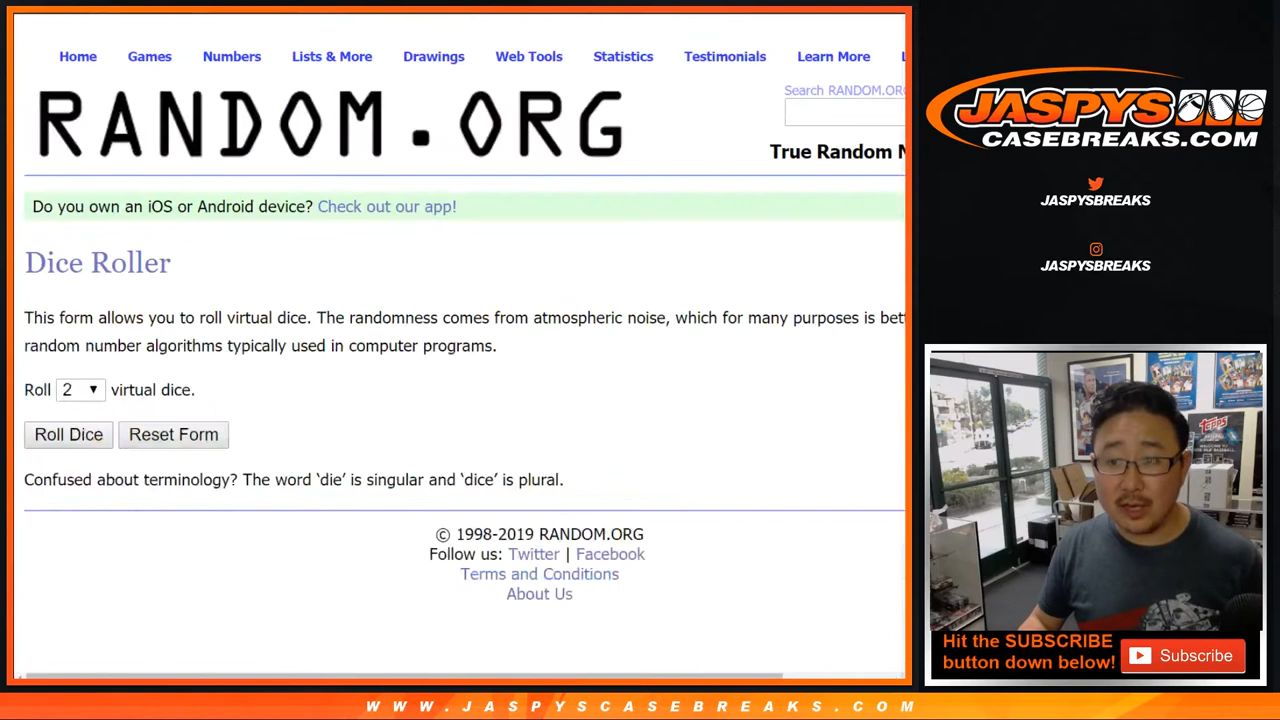 Home Games Numbers Lists & More Drawings Web Tools Statistics Testimonials Learn More
RANDOM.ORG
Search RANDOM.ORG
True Random N
Do you own an iOS or Android device? Check out our app!
Dice Roller
This form allows you to roll virtual dice. The randomness comes from atmospheric noise, which for many purposes is bett
random number algorithms typically used in computer programs.
Roll 2 virtual dice.
Roll Dice Reset Form
Confused about terminology? The word ‘die’ is singular and ‘dice’ is plural.
© 1998-2019 RANDOM.ORG
Follow us: Twitter | Facebook
Terms and Conditions
About Us
JASPYS
CASEBREAKS.COM
JASPYSBREAKS
JASPYSBREAKS
TOPPS
Hit the SUBSCRIBE
button down below!
Subscribe
WWW.JASPYSCASEBREAKS.COM